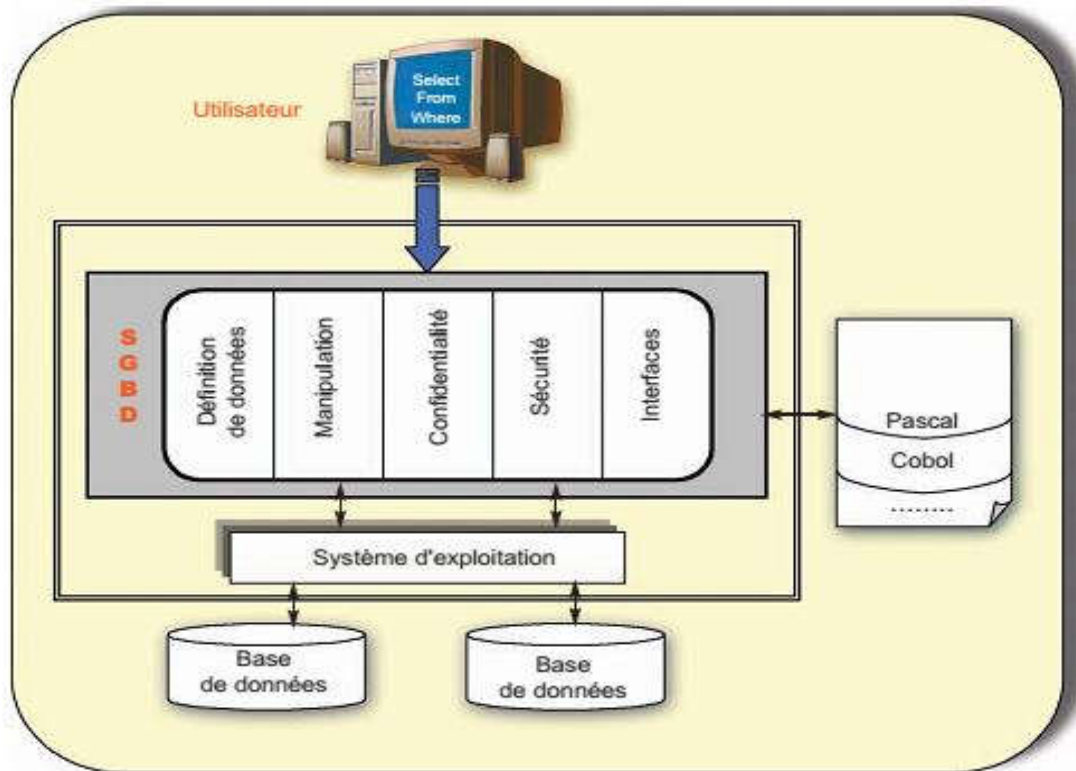 Utilisateur
Select
From
Where
S
G
B
D
Définition
de données
Manipulation
Confidentialité
Sécurité
Interfaces
Pascal
Cobol
........
Système d'exploitation
Base
de données
Base
de données